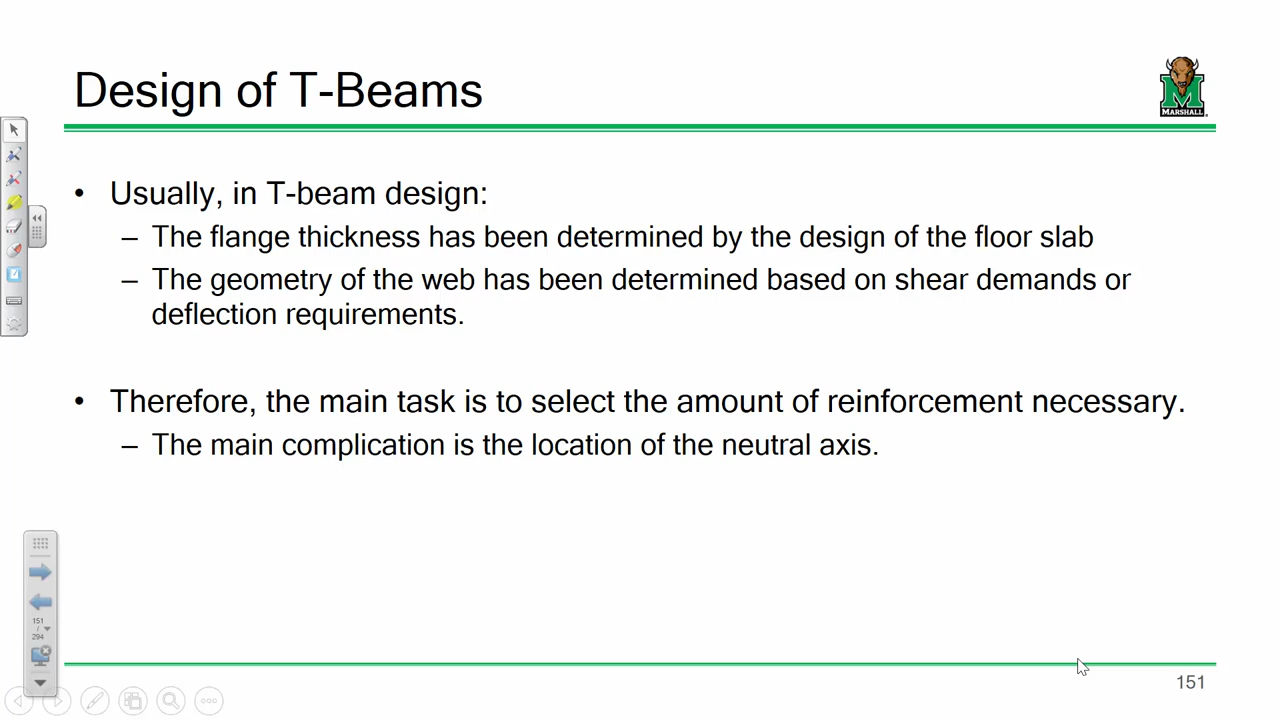 Design of T-Beams
MARSHALL
• Usually, in T-beam design:
– The flange thickness has been determined by the design of the floor slab
– The geometry of the web has been determined based on shear demands or
deflection requirements.
• Therefore, the main task is to select the amount of reinforcement necessary.
– The main complication is the location of the neutral axis.
151
/
294
151